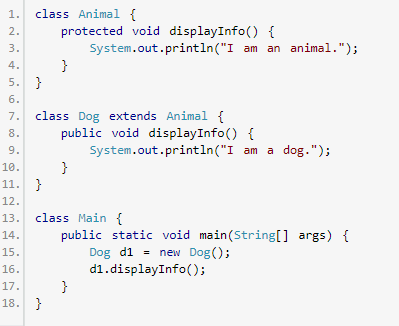 1. class Animal {
2.    protected void displayInfo() {
3.       System.out.println("I am an animal.");
4.    }
5. }
6.
7. class Dog extends Animal {
8.    public void displayInfo() {
9.       System.out.println("I am a dog.");
10.    }
11. }
12.
13. class Main {
14.    public static void main(String[] args) {
15.       Dog d1 = new Dog();
16.       d1.displayInfo();
17.    }
18. }